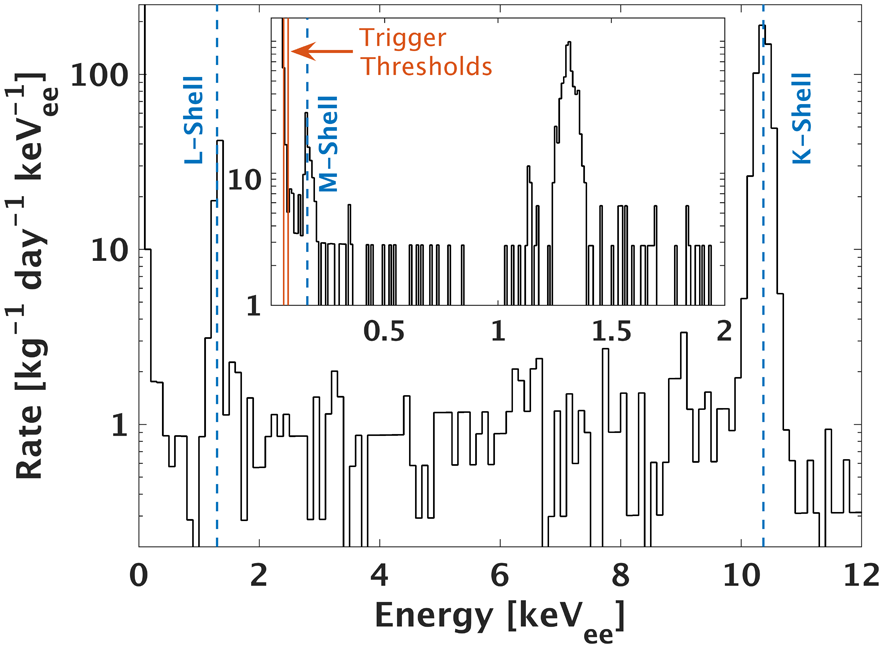 Trigger
Thresholds
L-Shell
M-Shell
K-Shell
100
10
1
10
1
0.5
1
1.5
2
0
2
4
6
8
10
12
Rate [kg⁻¹ day⁻¹ keV⁻¹ₑₑ]
Energy [keVₑₑ]